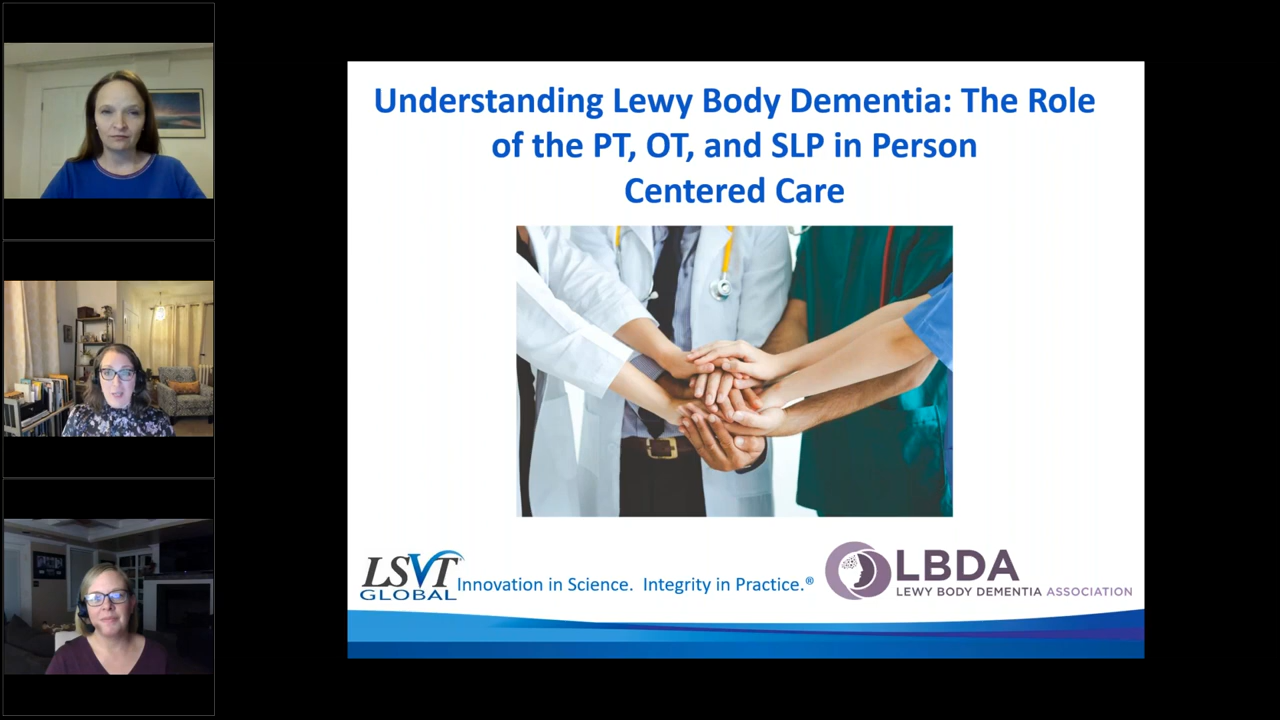 Understanding Lewy Body Dementia: The Role
of the PT, OT, and SLP in Person
Centered Care
LSVT
GLOBAL
Innovation in Science. Integrity in Practice.®
LBDA
LEWY BODY DEMENTIA ASSOCIATION